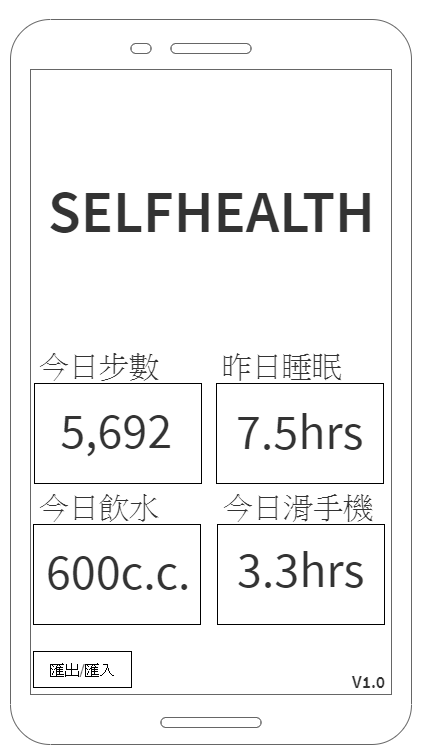 SELFHEALTH
今日步數
昨日睡眠
5,692
7.5hrs
今日飲水
今日滑手機
600c.c.
3.3hrs
匯出/匯入
V1.0